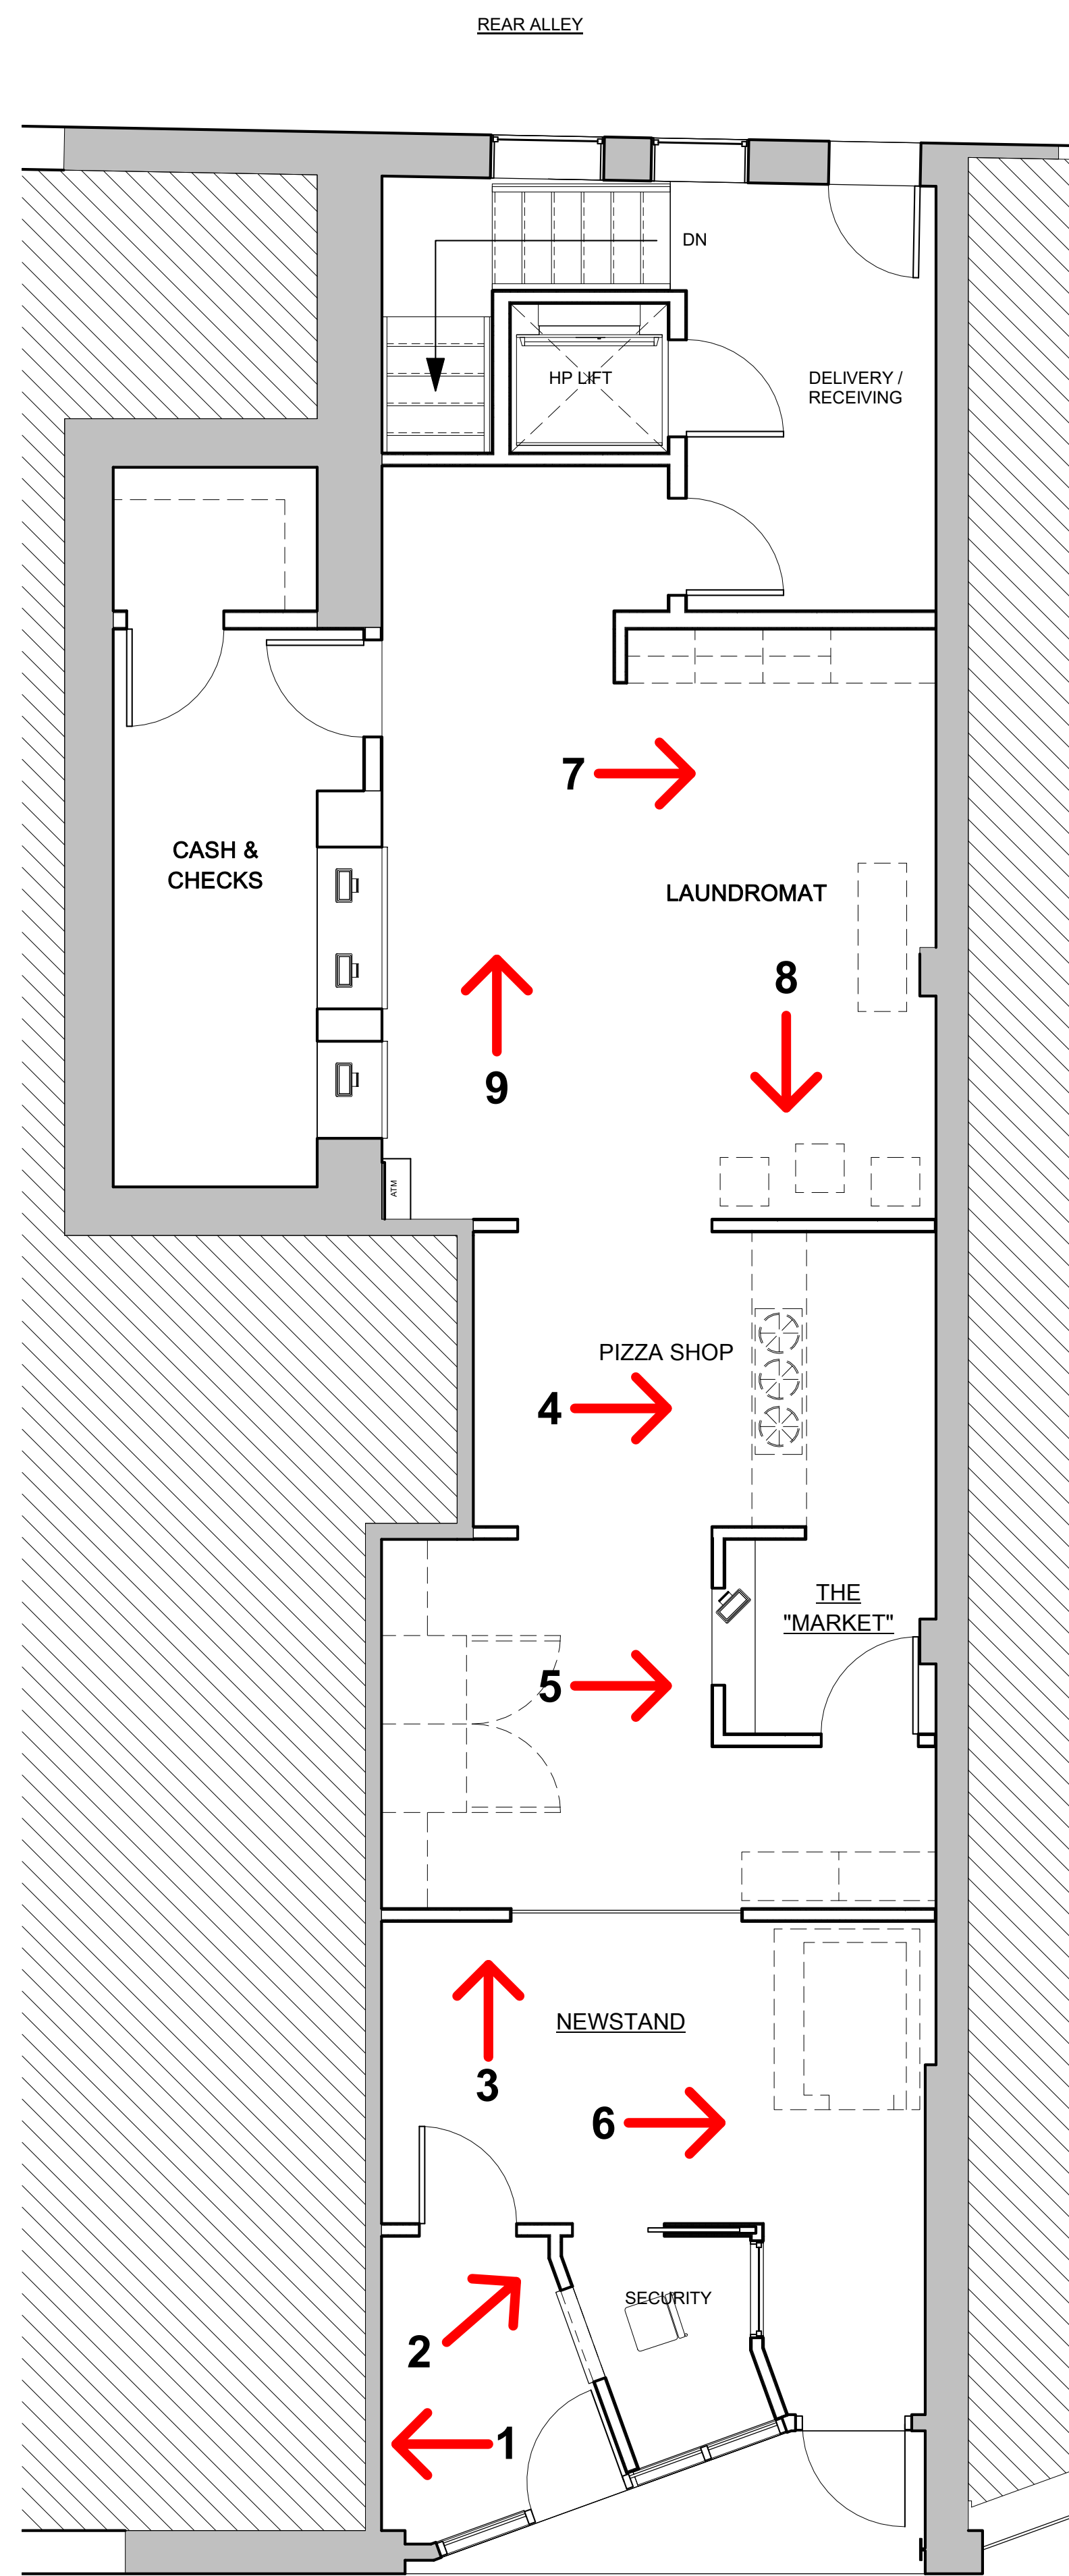 REAR ALLEY
DN
HP LIFT
DELIVERY /
RECEIVING
7
CASH &
CHECKS
LAUNDROMAT
8
9
ATM
PIZZA SHOP
4
THE
"MARKET"
5
NEWSTAND
3
6
SECURITY
2
1